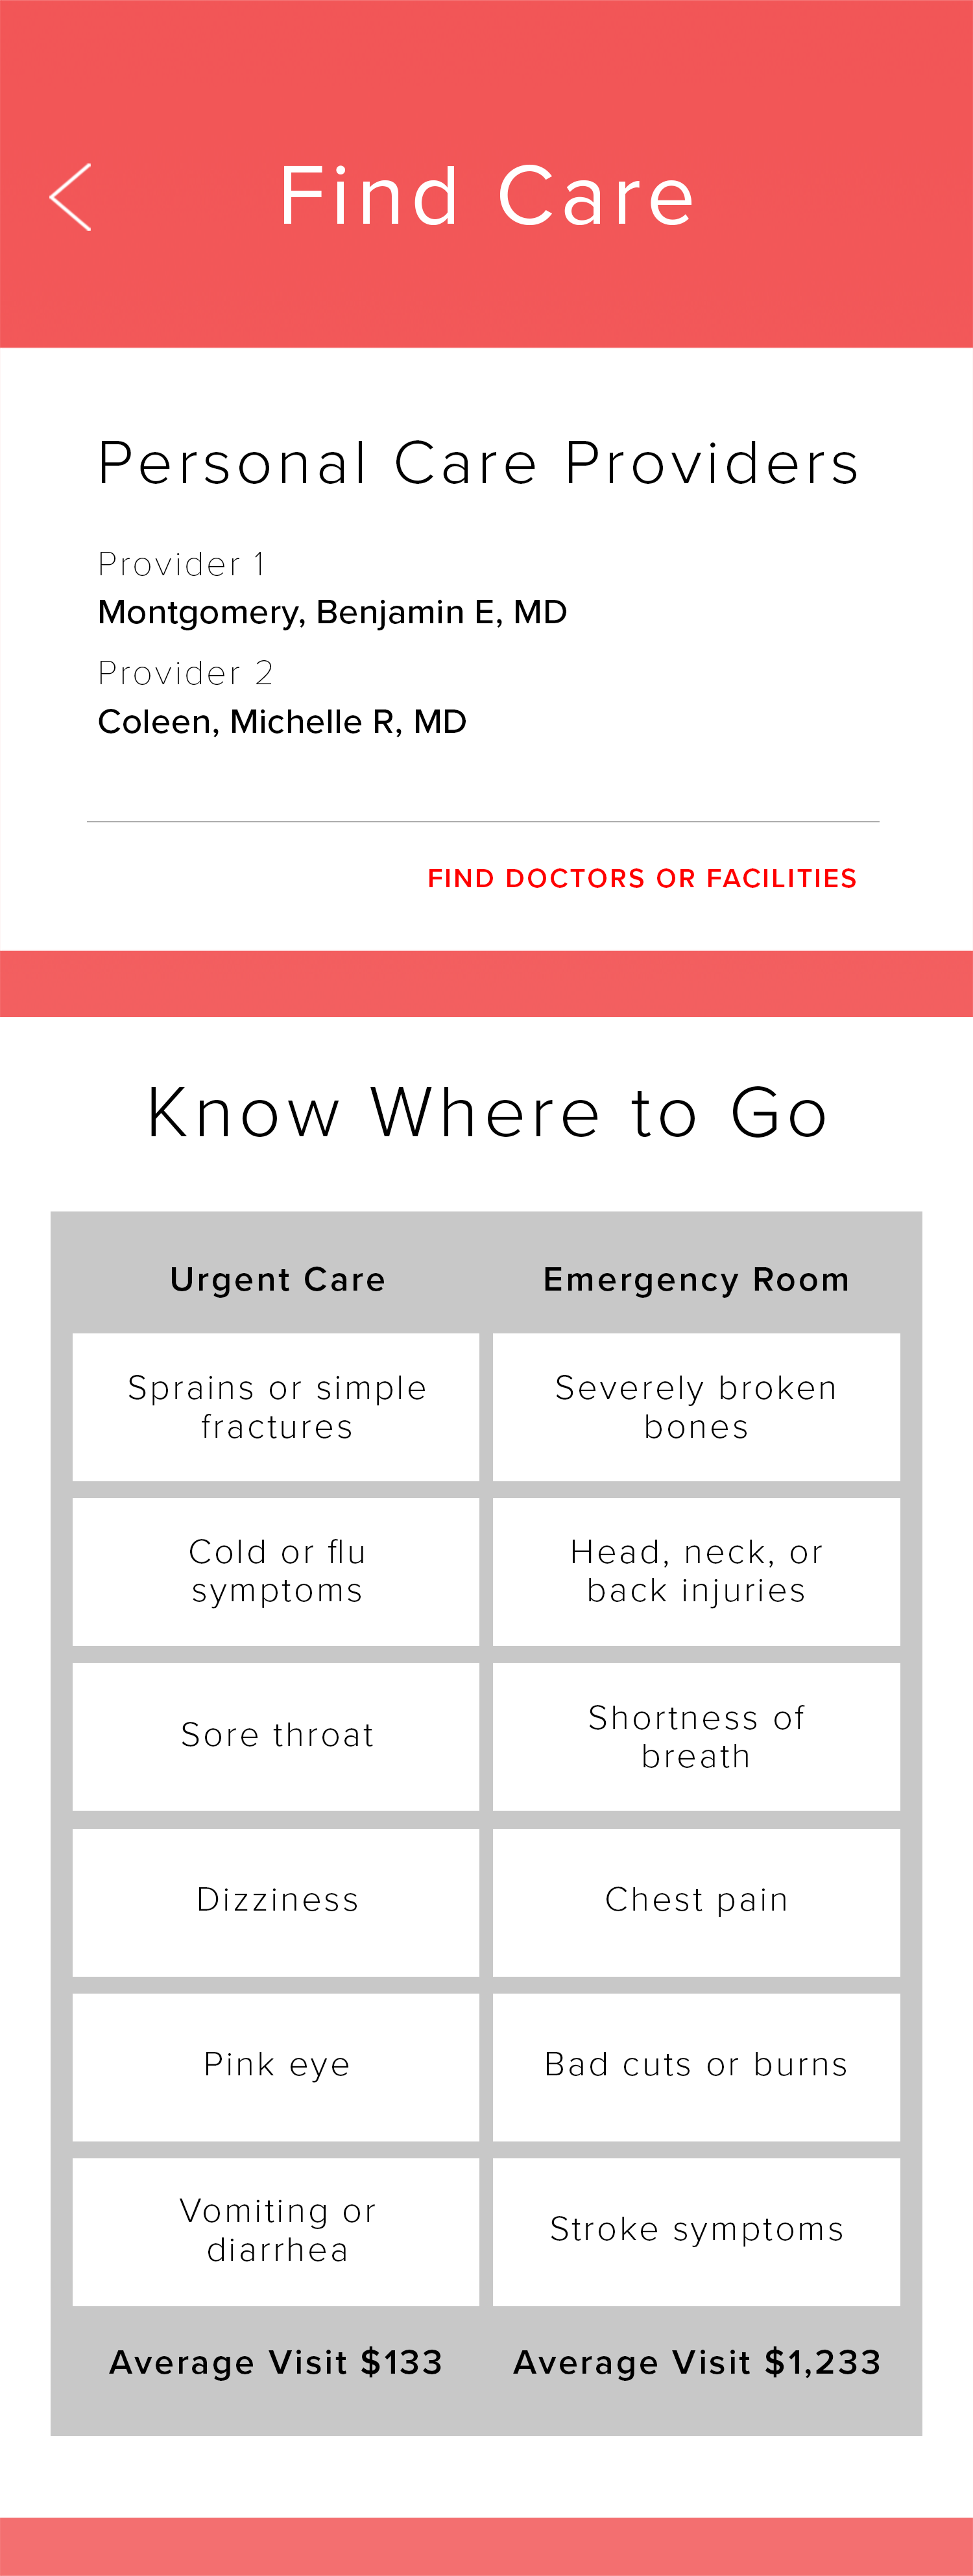 Find Care
Personal Care Providers
Provider 1
Montgomery, Benjamin E, MD
Provider 2
Coleen, Michelle R, MD
FIND DOCTORS OR FACILITIES
Know Where to Go
Urgent Care
Emergency Room
Sprains or simple
fractures
Severely broken
bones
Cold or flu
symptoms
Head, neck, or
back injuries
Sore throat
Shortness of
breath
Dizziness
Chest pain
Pink eye
Bad cuts or burns
Vomiting or
diarrhea
Stroke symptoms
Average Visit $133
Average Visit $1,233